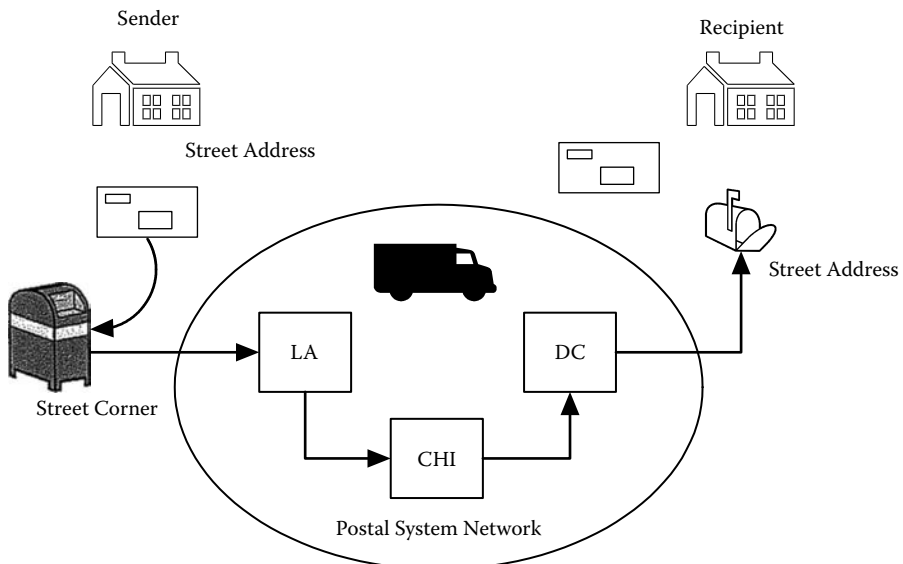 Sender
Recipient
Street Address
Street Address
LA
DC
Street Corner
CHI
Postal System Network